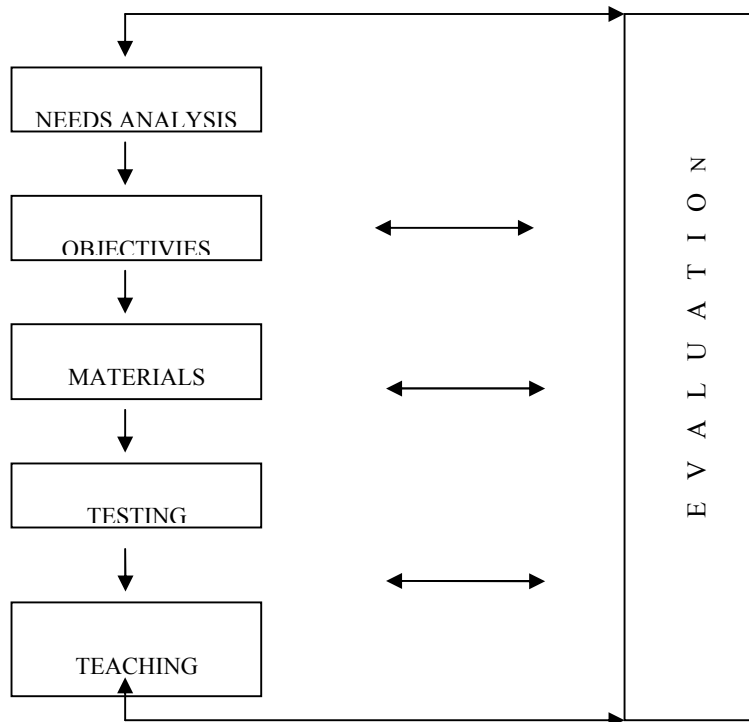 NEEDS ANALYSIS
OBJECTIVIES
MATERIALS
TESTING
TEACHING
E V A L U A T I O N